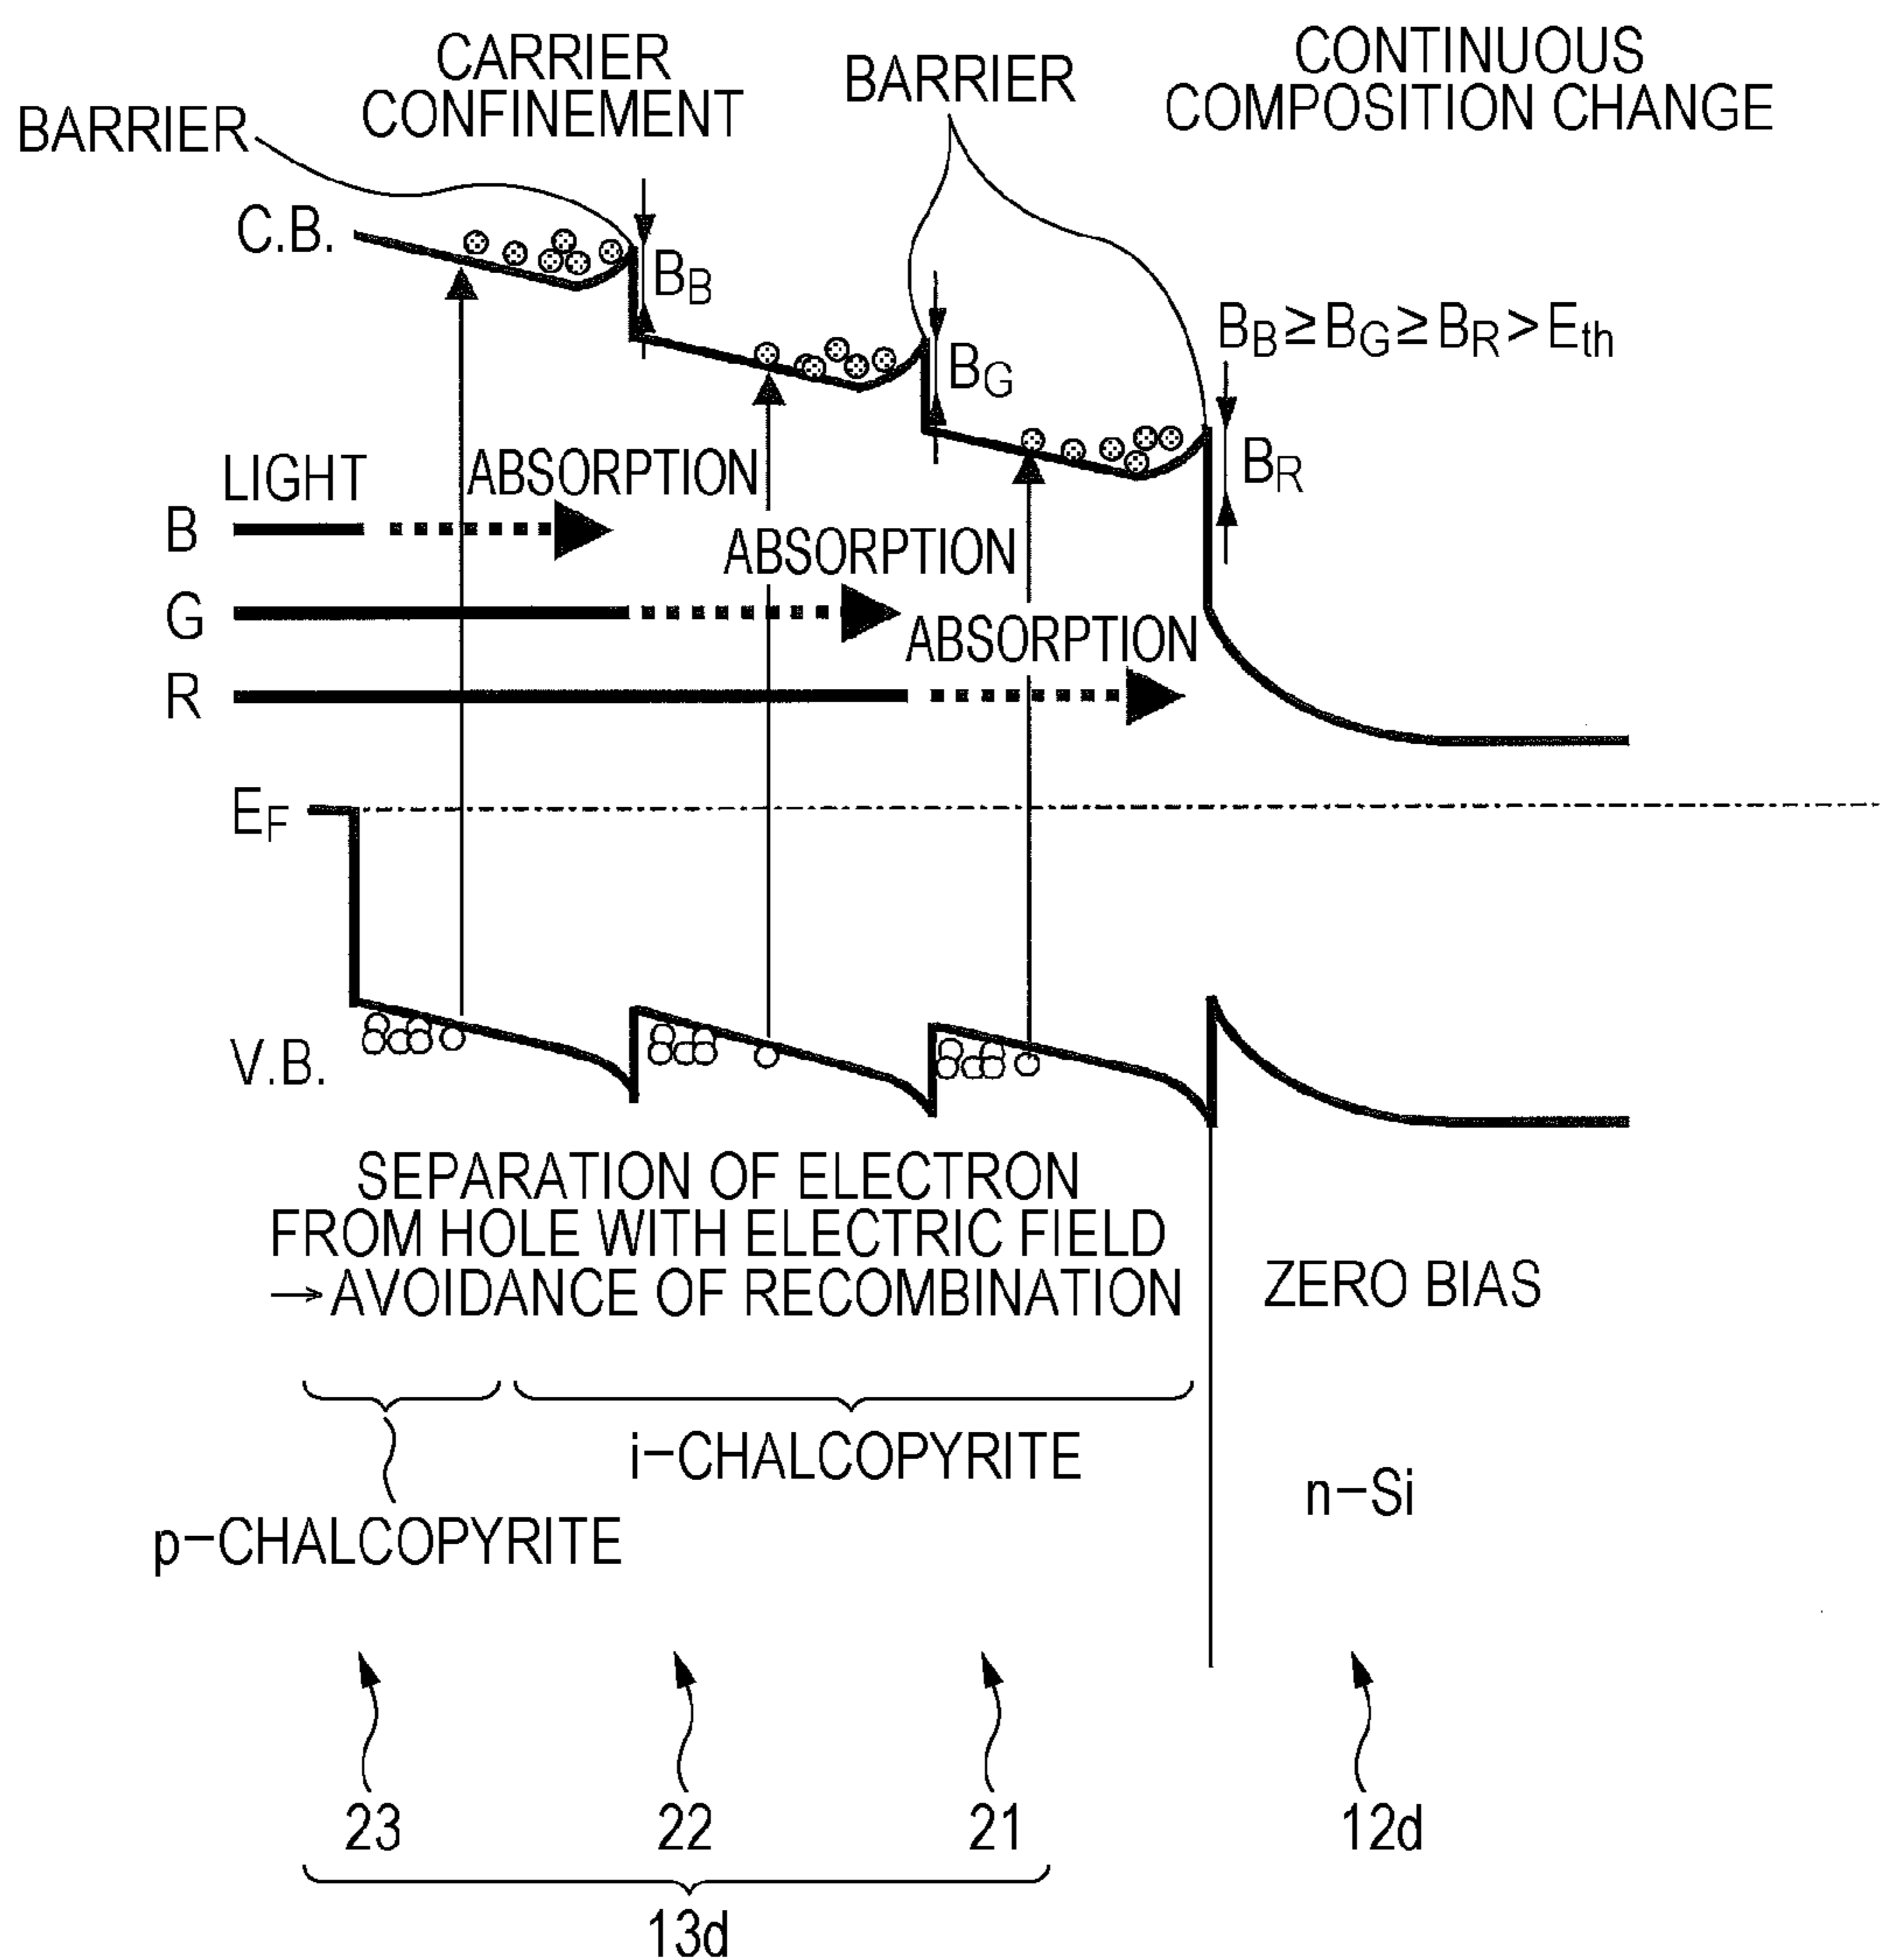 CARRIER
CONFINEMENT
BARRIER
BARRIER
CONTINUOUS
COMPOSITION CHANGE
C.B.
BB
BG
BB≥BG≥BR>Eth
BR
LIGHT
ABSORPTION
B
ABSORPTION
G
ABSORPTION
R
EF
V.B.
SEPARATION OF ELECTRON
FROM HOLE WITH ELECTRIC FIELD
→AVOIDANCE OF RECOMBINATION
ZERO BIAS
i-CHALCOPYRITE
n-Si
p-CHALCOPYRITE
23
22
21
12d
13d